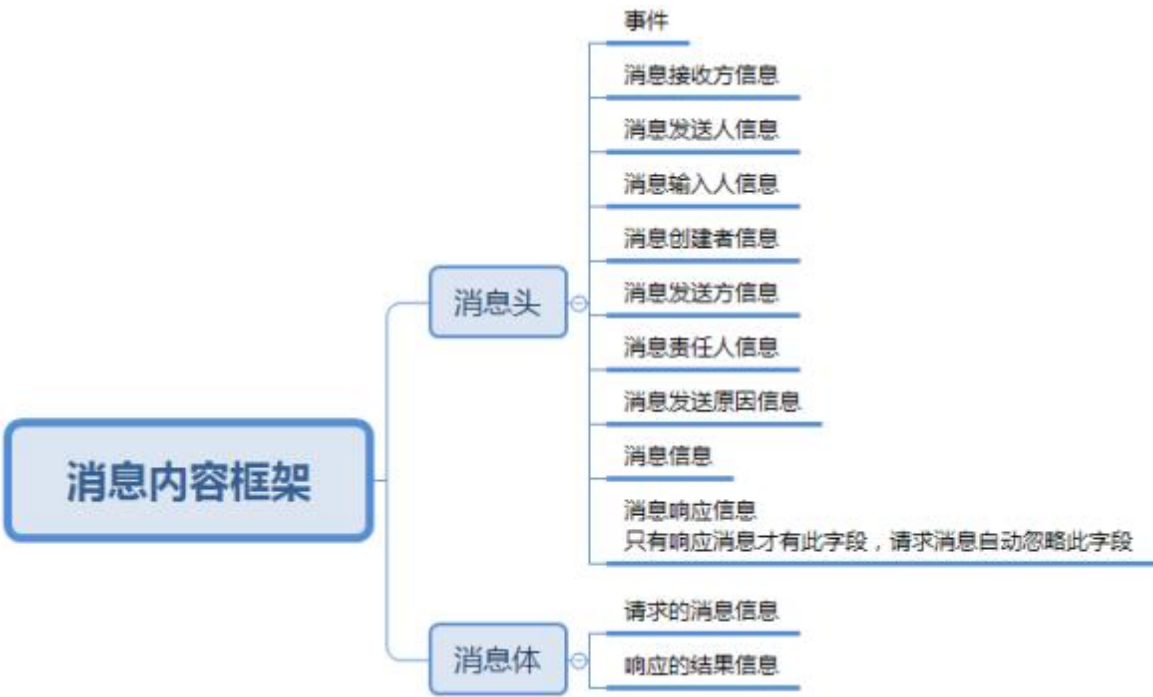 事件
消息接收方信息
消息发送人信息
消息输入人信息
消息创建者信息
消息头
消息发送方信息
消息责任人信息
消息发送原因信息
消息内容框架
消息信息
消息响应信息
只有响应消息才有此字段，请求消息自动忽略此字段
请求的消息信息
消息体
响应的结果信息